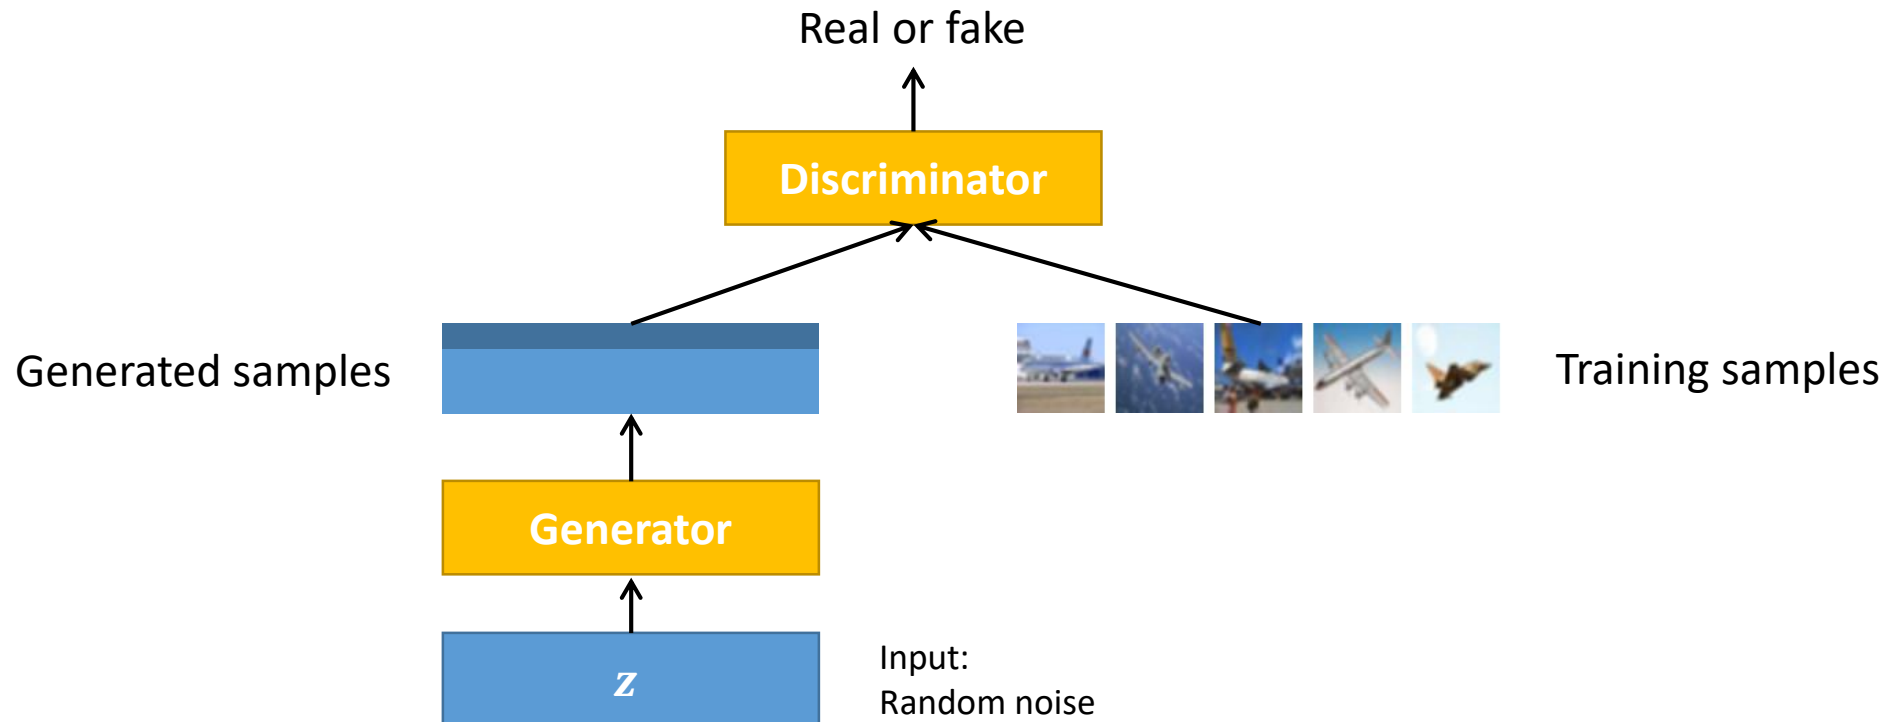 Real or fake
Discriminator
Generated samples
Training samples
Generator
z
Input:
Random noise